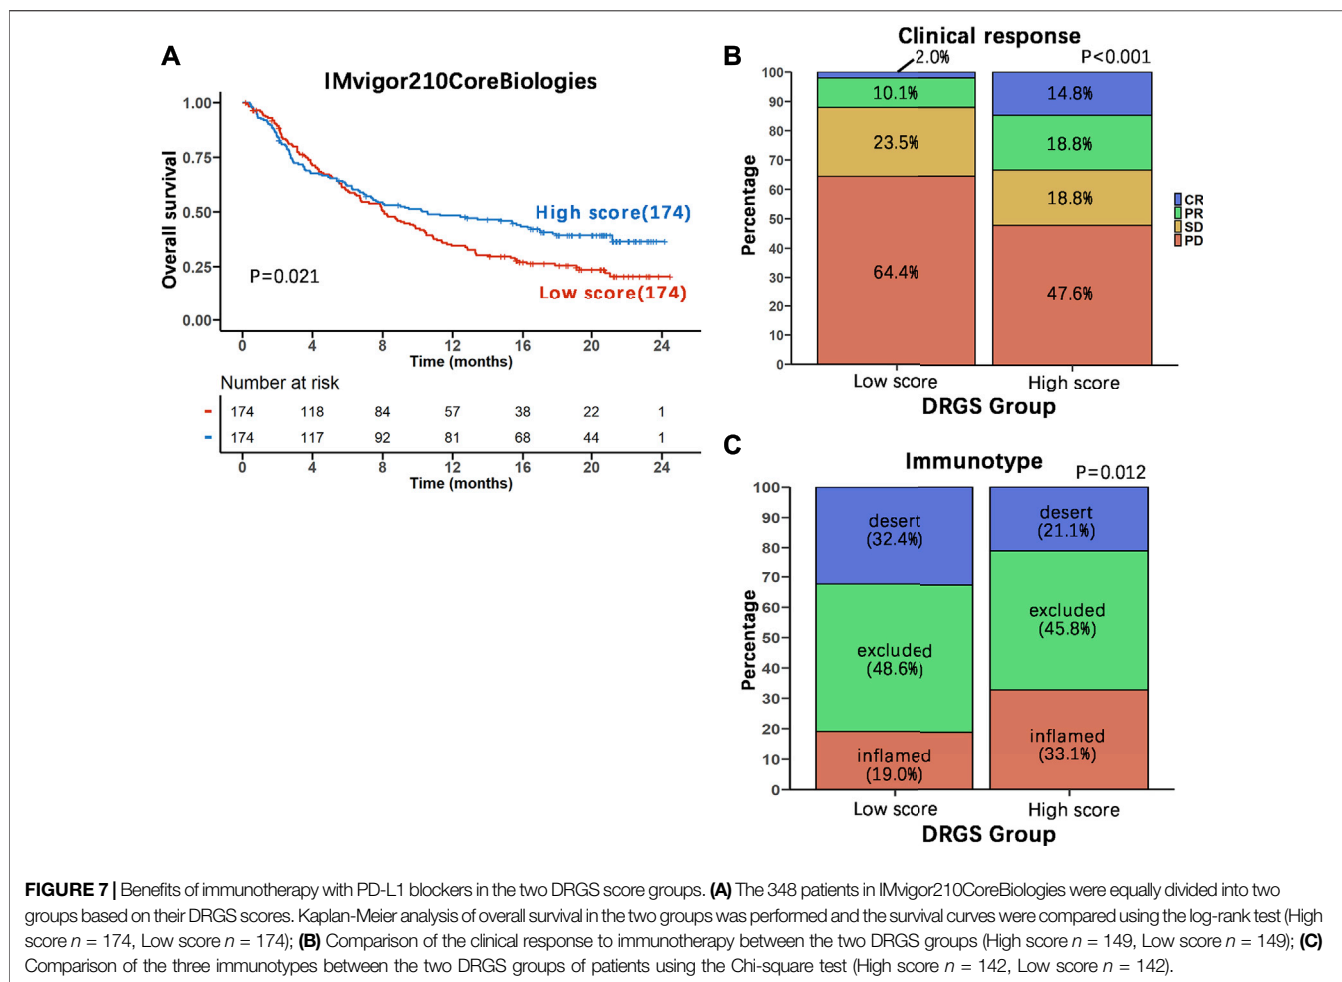 A
IMvigor210CoreBiologies
1.00
0.75
0.50
0.25
0.00
Overall survival
High score(174)
Low score(174)
P=0.021
0 4 8 12 16 20 24
Time (months)
Number at risk
174 118 84 57 38 22 1
174 117 92 81 68 44 1
0 4 8 12 16 20 24
Time (months)
B
Clinical response
2.0%
P<0.001
100
90
80
70
60
50
40
30
20
10
0
Percentage
10.1%
23.5%
64.4%
14.8%
18.8%
18.8%
47.6%
CR
PR
SD
PD
Low score High score
DRGS Group
C
Immunotype
P=0.012
100
90
80
70
60
50
40
30
20
10
0
Percentage
desert
(32.4%)
excluded
(48.6%)
inflamed
(19.0%)
desert
(21.1%)
excluded
(45.8%)
inflamed
(33.1%)
Low score High score
DRGS Group
FIGURE 7 | Benefits of immunotherapy with PD-L1 blockers in the two DRGS score groups. (A) The 348 patients in IMvigor210CoreBiologies were equally divided into two
groups based on their DRGS scores. Kaplan-Meier analysis of overall survival in the two groups was performed and the survival curves were compared using the log-rank test (High
score n = 174, Low score n = 174); (B) Comparison of the clinical response to immunotherapy between the two DRGS groups (High score n = 149, Low score n = 149); (C)
Comparison of the three immunotypes between the two DRGS groups of patients using the Chi-square test (High score n = 142, Low score n = 142).